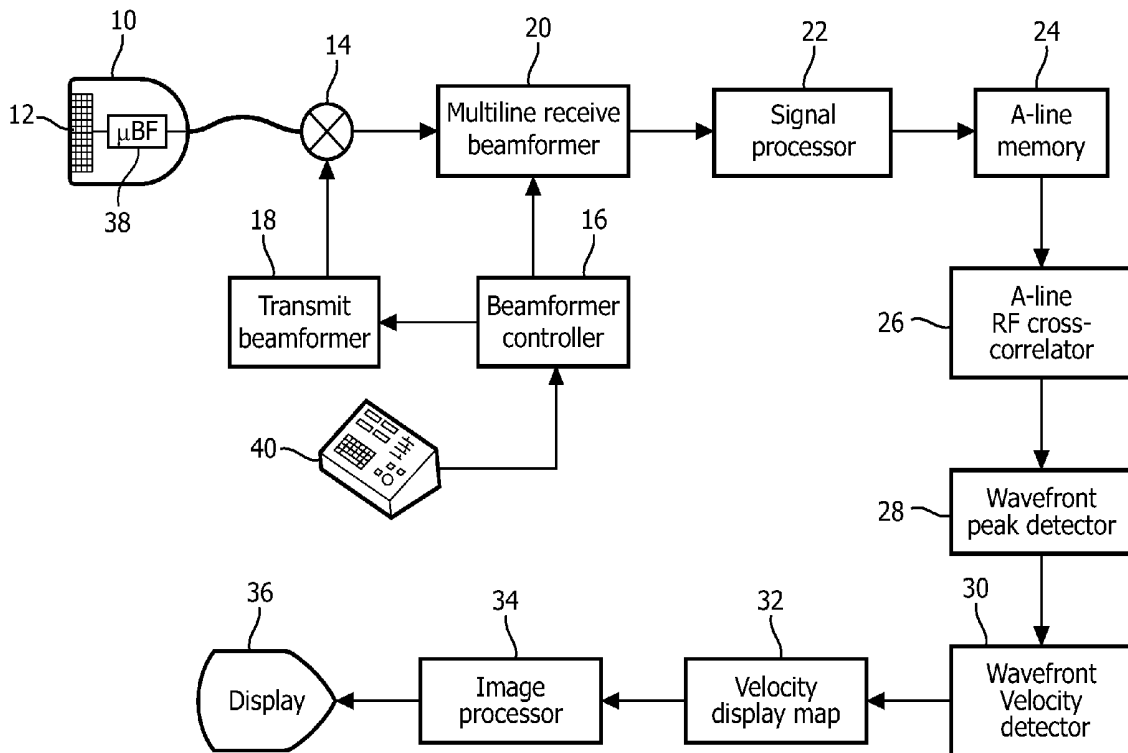 10
14
20
22
24
12
μBF
Multiline receive
beamformer
Signal
processor
A-line
memory
38
18
16
Transmit
beamformer
Beamformer
controller
26
A-line
RF cross-
correlator
40
28
Wavefront
peak detector
36
34
32
30
Display
Image
processor
Velocity
display map
Wavefront
Velocity
detector